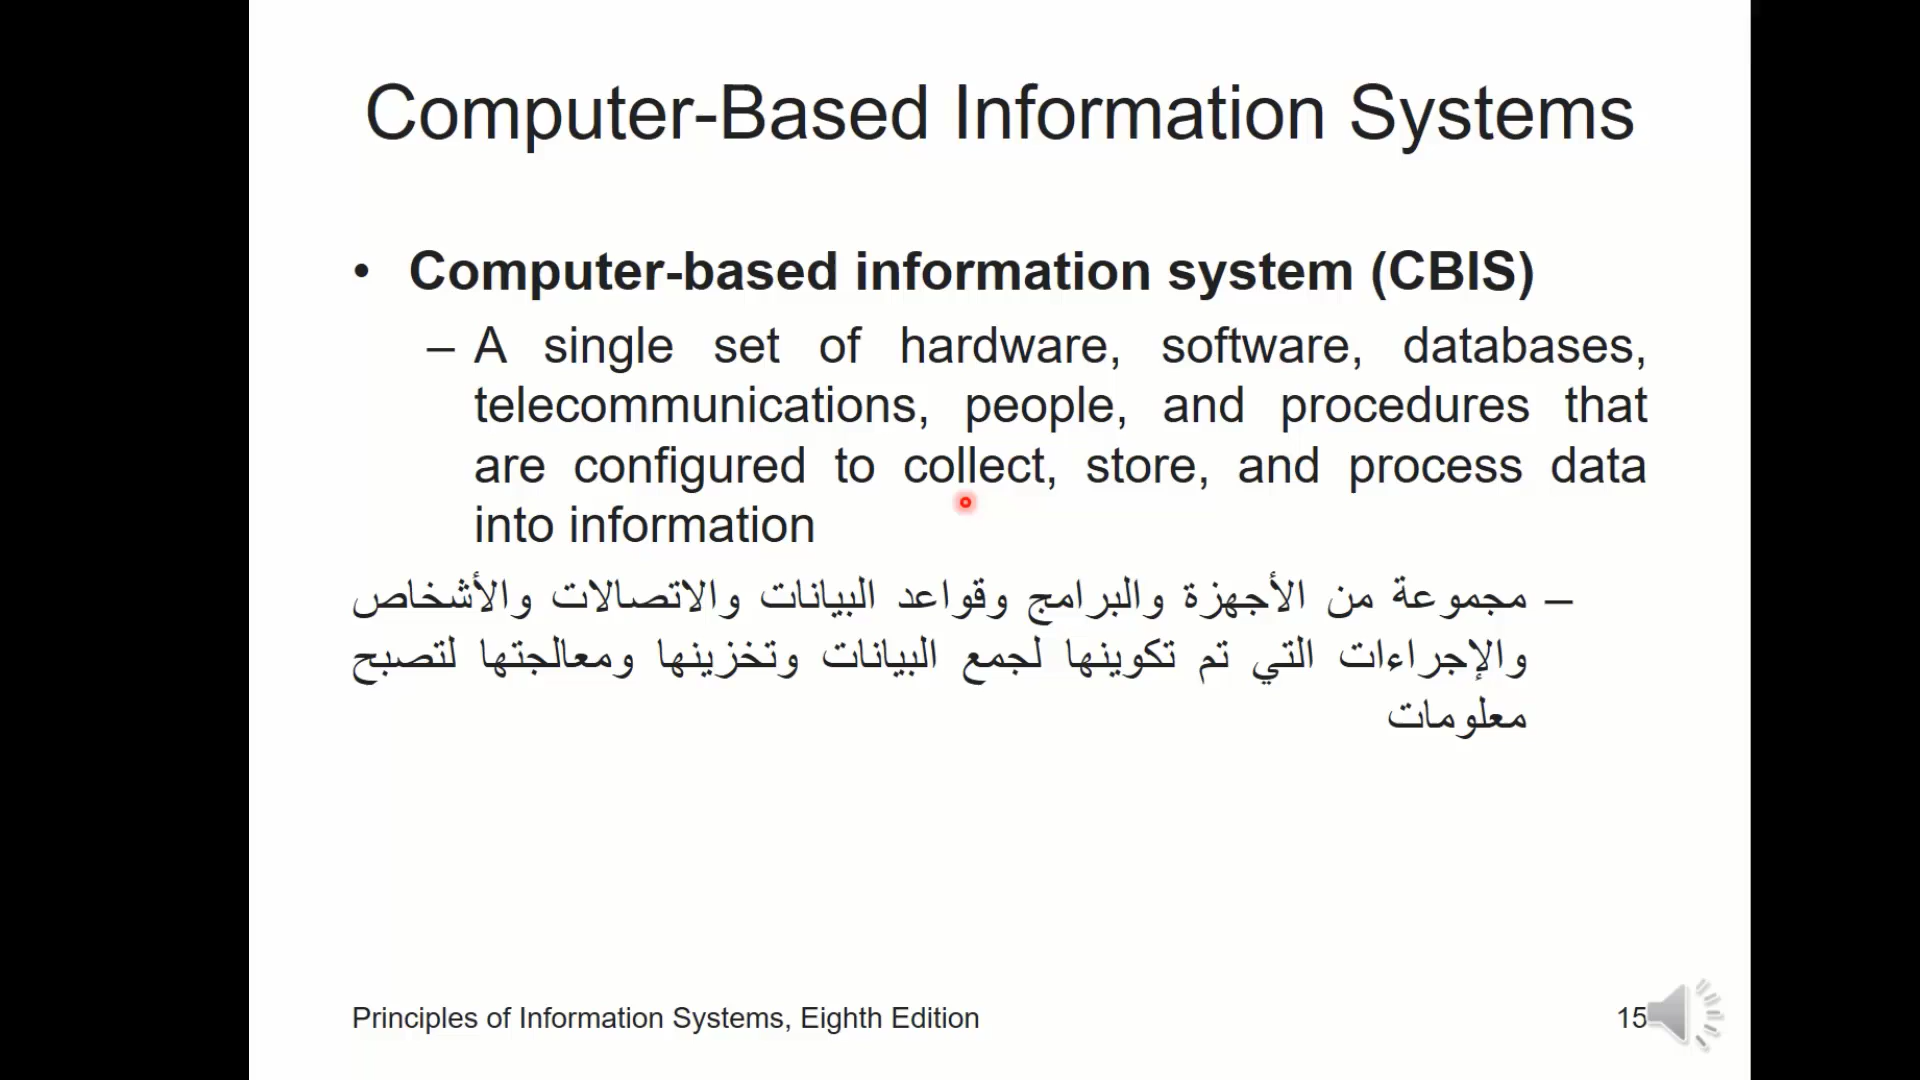 Computer-Based Information Systems
• Computer-based information system (CBIS)
– A single set of hardware, software, databases,
telecommunications, people, and procedures that
are configured to collect, store, and process data
into information
– مجموعة من الأجهزة والبرامج وقواعد البيانات والاتصالات والأشخاص
والإجراءات التي تم تكوينها لجمع البيانات وتخزينها ومعالجتها لتصبح
معلومات
Principles of Information Systems, Eighth Edition
15